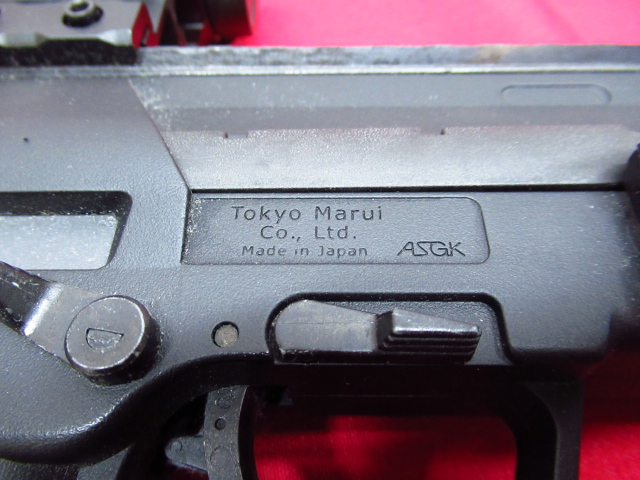 Tokyo Marui
Co., Ltd.
Made in Japan ASGK